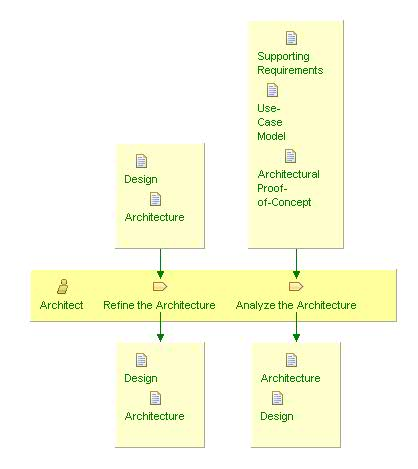 Supporting
Requirements
Use-
Case
Model
Architectural
Proof-
of-Concept
Design
Architecture
Architect
Refine the Architecture
Analyze the Architecture
Design
Architecture
Architecture
Design